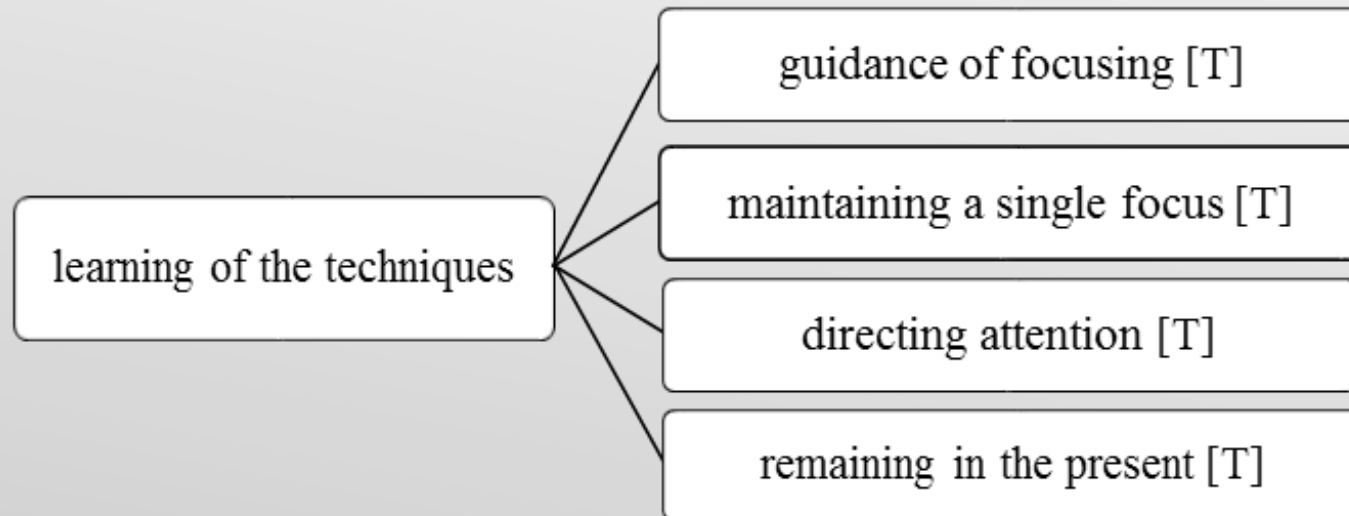 learning of the techniques
guidance of focusing [T]
maintaining a single focus [T]
directing attention [T]
remaining in the present [T]